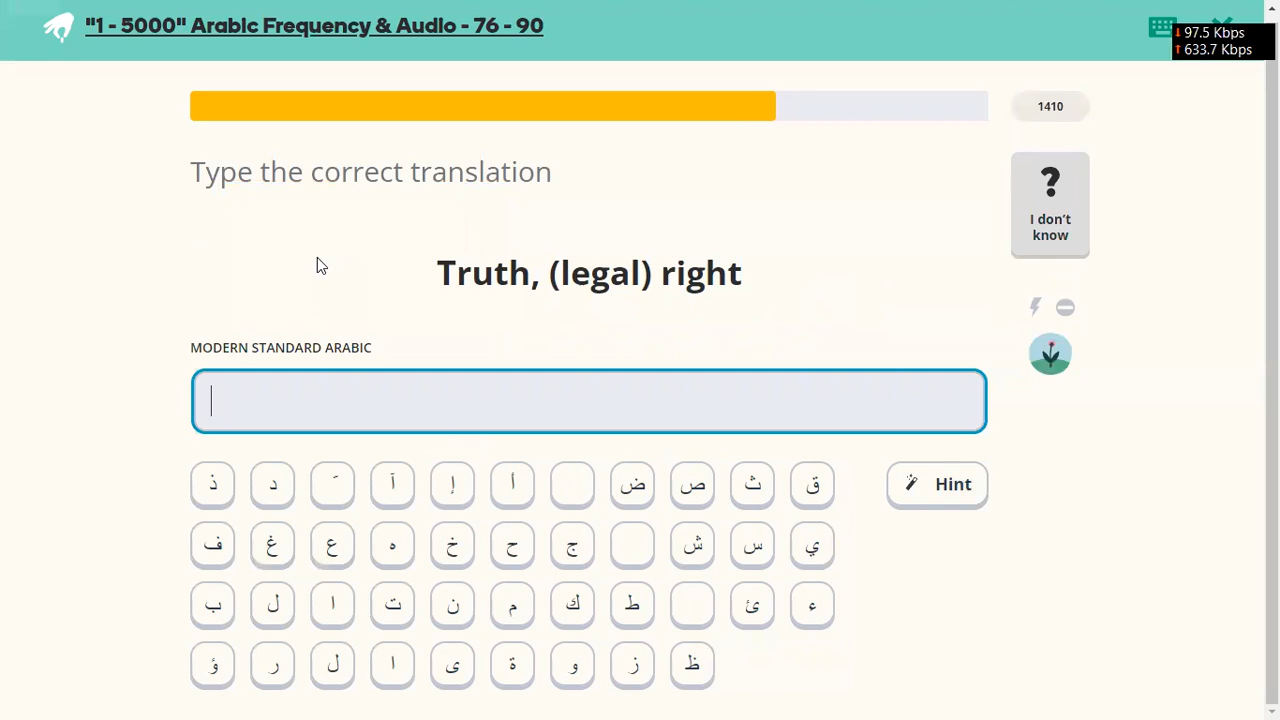 "1 - 5000" Arabic Frequency & Audio - 76 - 90
↓ 97.5 Kbps
↑ 633.7 Kbps
1410
Type the correct translation
?
I don't know
Truth, (legal) right
MODERN STANDARD ARABIC
ذ د َ آ إ أ ض ص ث ق
Hint
ف غ ع ه خ ح ج ش س ي
ب ل ا ت ن م ك ط ئ ء
ؤ ر ل ا ى ة و ز ظ